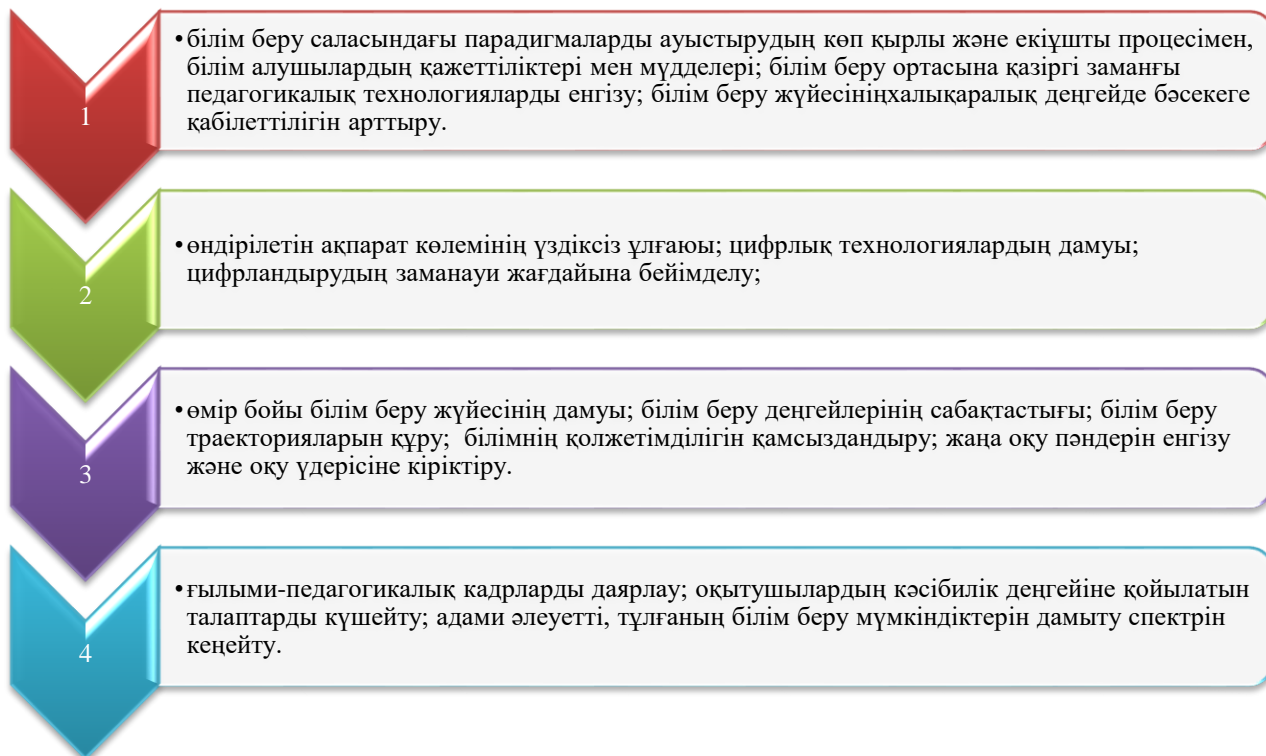 1
•білім беру саласындағы парадигмаларды ауыстырудың көп қырлы және екіұшты процесімен,
білім алушылардың қажеттіліктері мен мүдделері; білім беру ортасына қазіргі заманғы
педагогикалық технологияларды енгізу; білім беру жүйесініңхалықаралық деңгейде бәсекеге
қабілеттілігін арттыру.
2
•өндірілетін ақпарат көлемінің үздіксіз ұлғаюы; цифрлық технологиялардың дамуы;
цифрландырудың заманауи жағдайына бейімделу;
3
•өмір бойы білім беру жүйесінің дамуы; білім беру деңгейлерінің сабақтастығы; білім беру
траекторияларын құру; білімнің қолжетімділігін қамсыздандыру; жаңа оқу пәндерін енгізу
және оқу үдерісіне кіріктіру.
4
•ғылыми-педагогикалық кадрларды даярлау; оқытушылардың кәсібилік деңгейіне қойылатын
талаптарды күшейту; адами әлеуетті, тұлғаның білім беру мүмкіндіктерін дамыту спектрін
кеңейту.